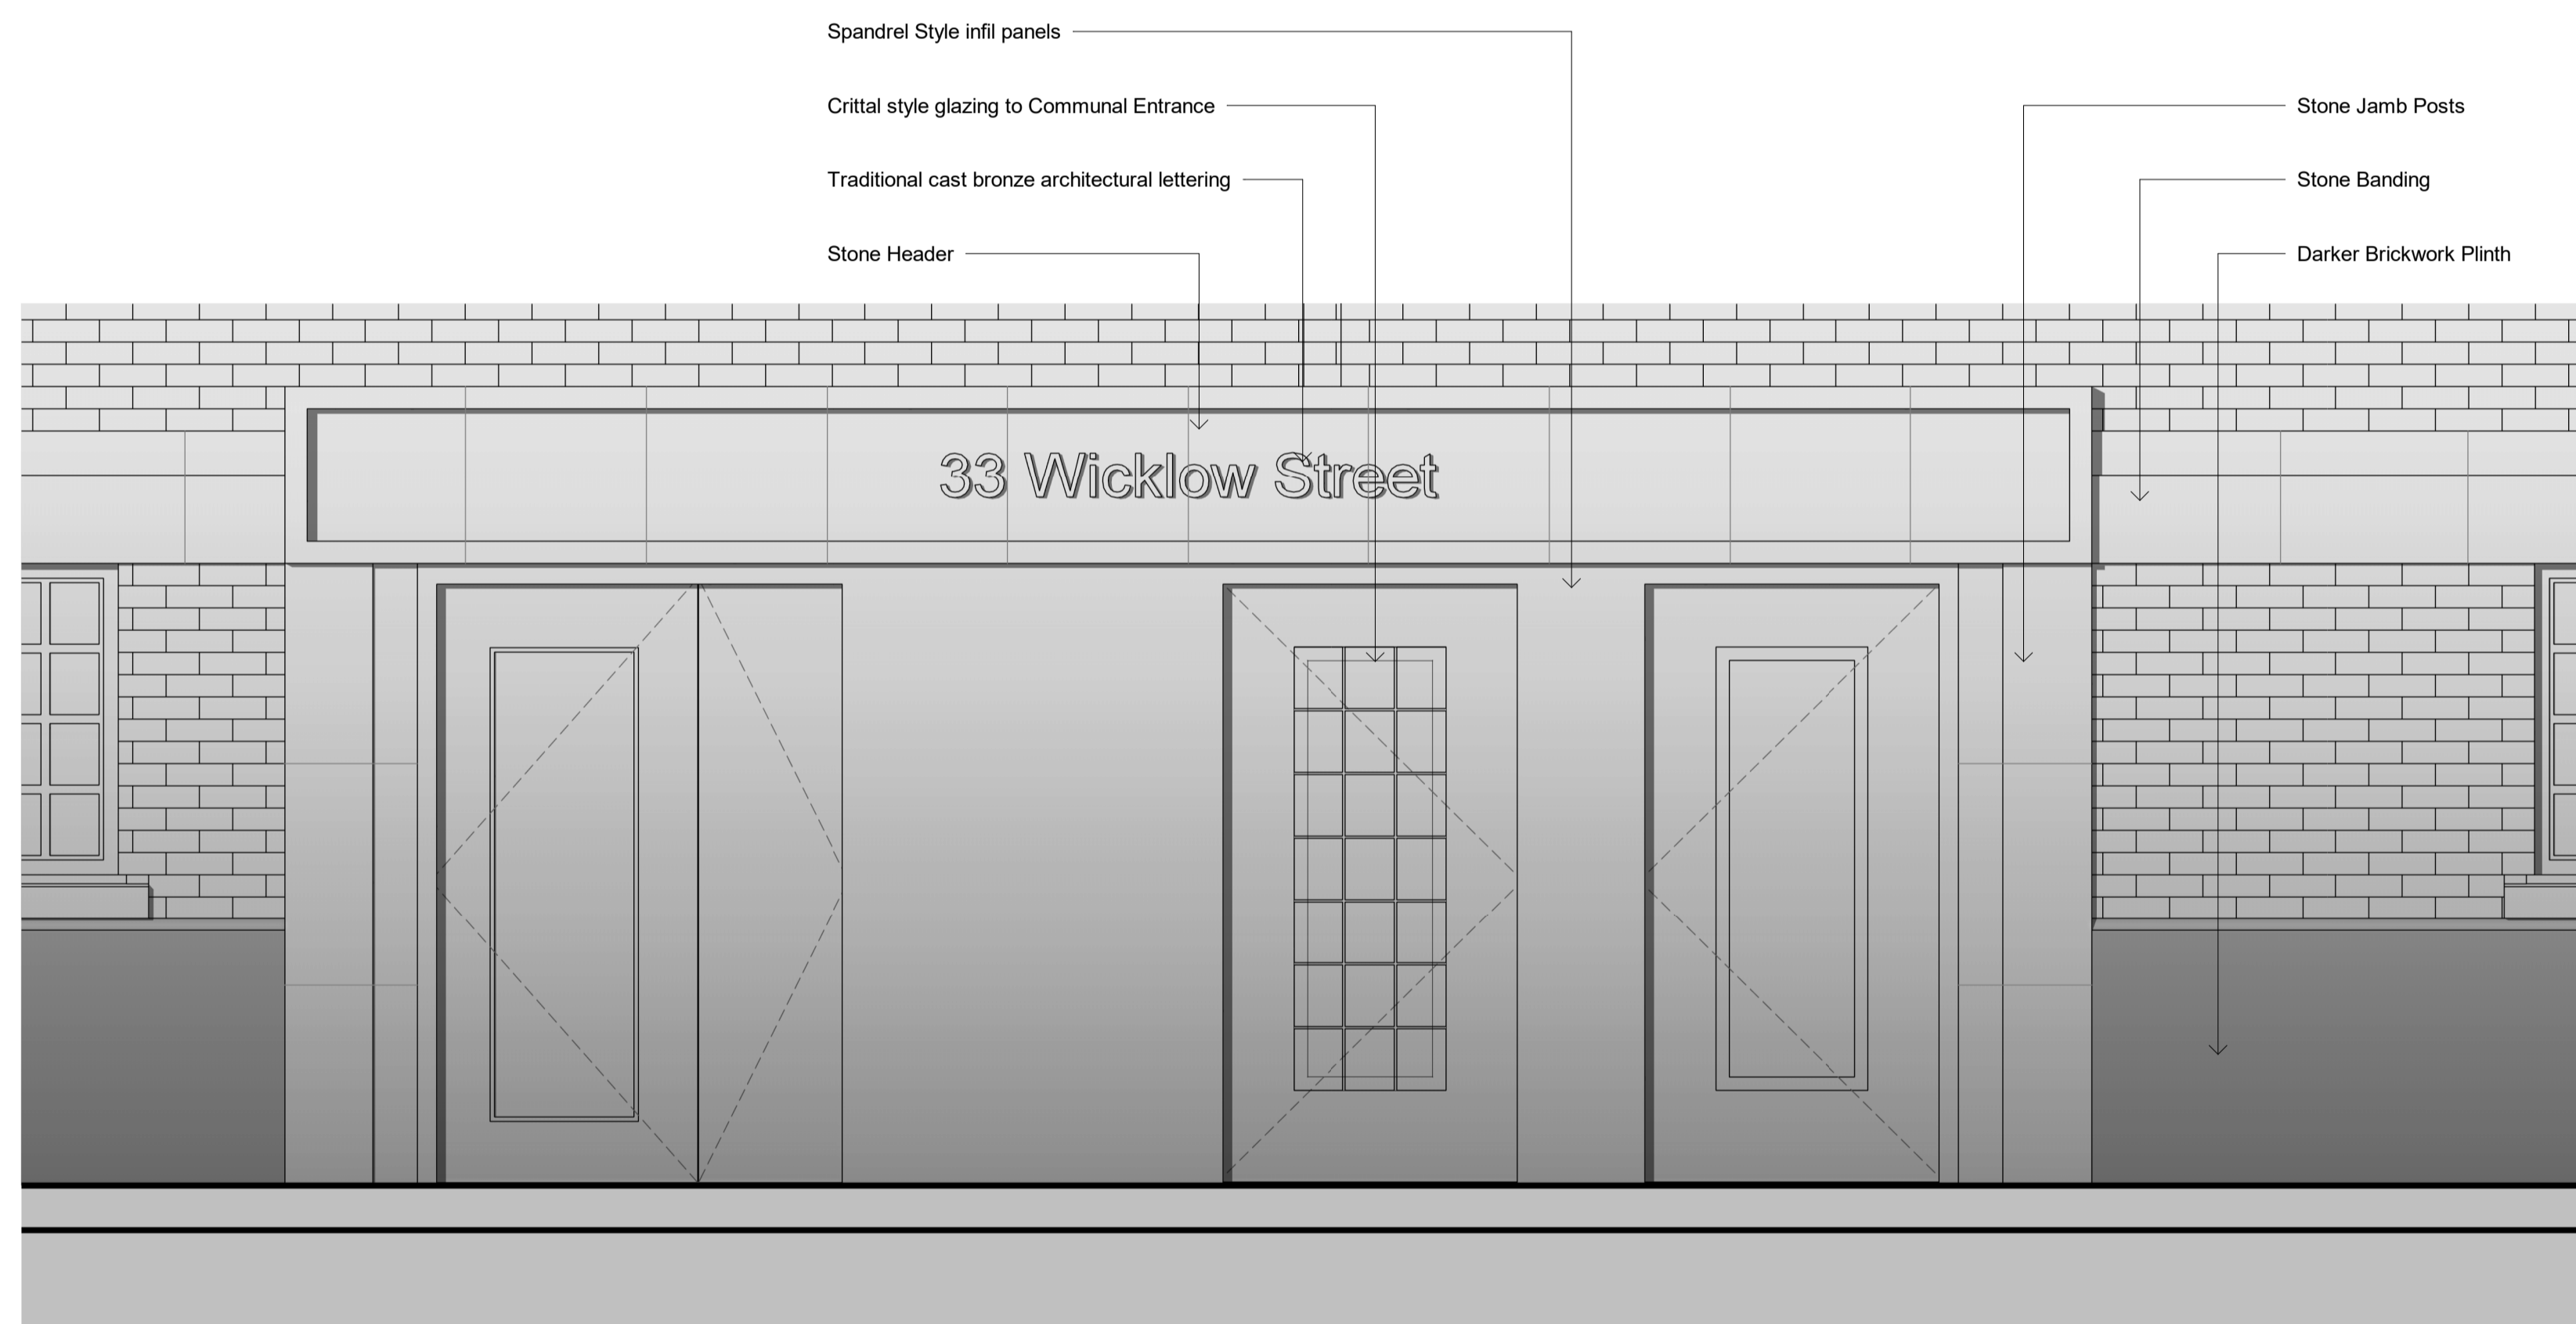 Spandrel Style infil panels
Crittal style glazing to Communal Entrance
Traditional cast bronze architectural lettering
Stone Header
Stone Jamb Posts
Stone Banding
Darker Brickwork Plinth
33 Wicklow Street